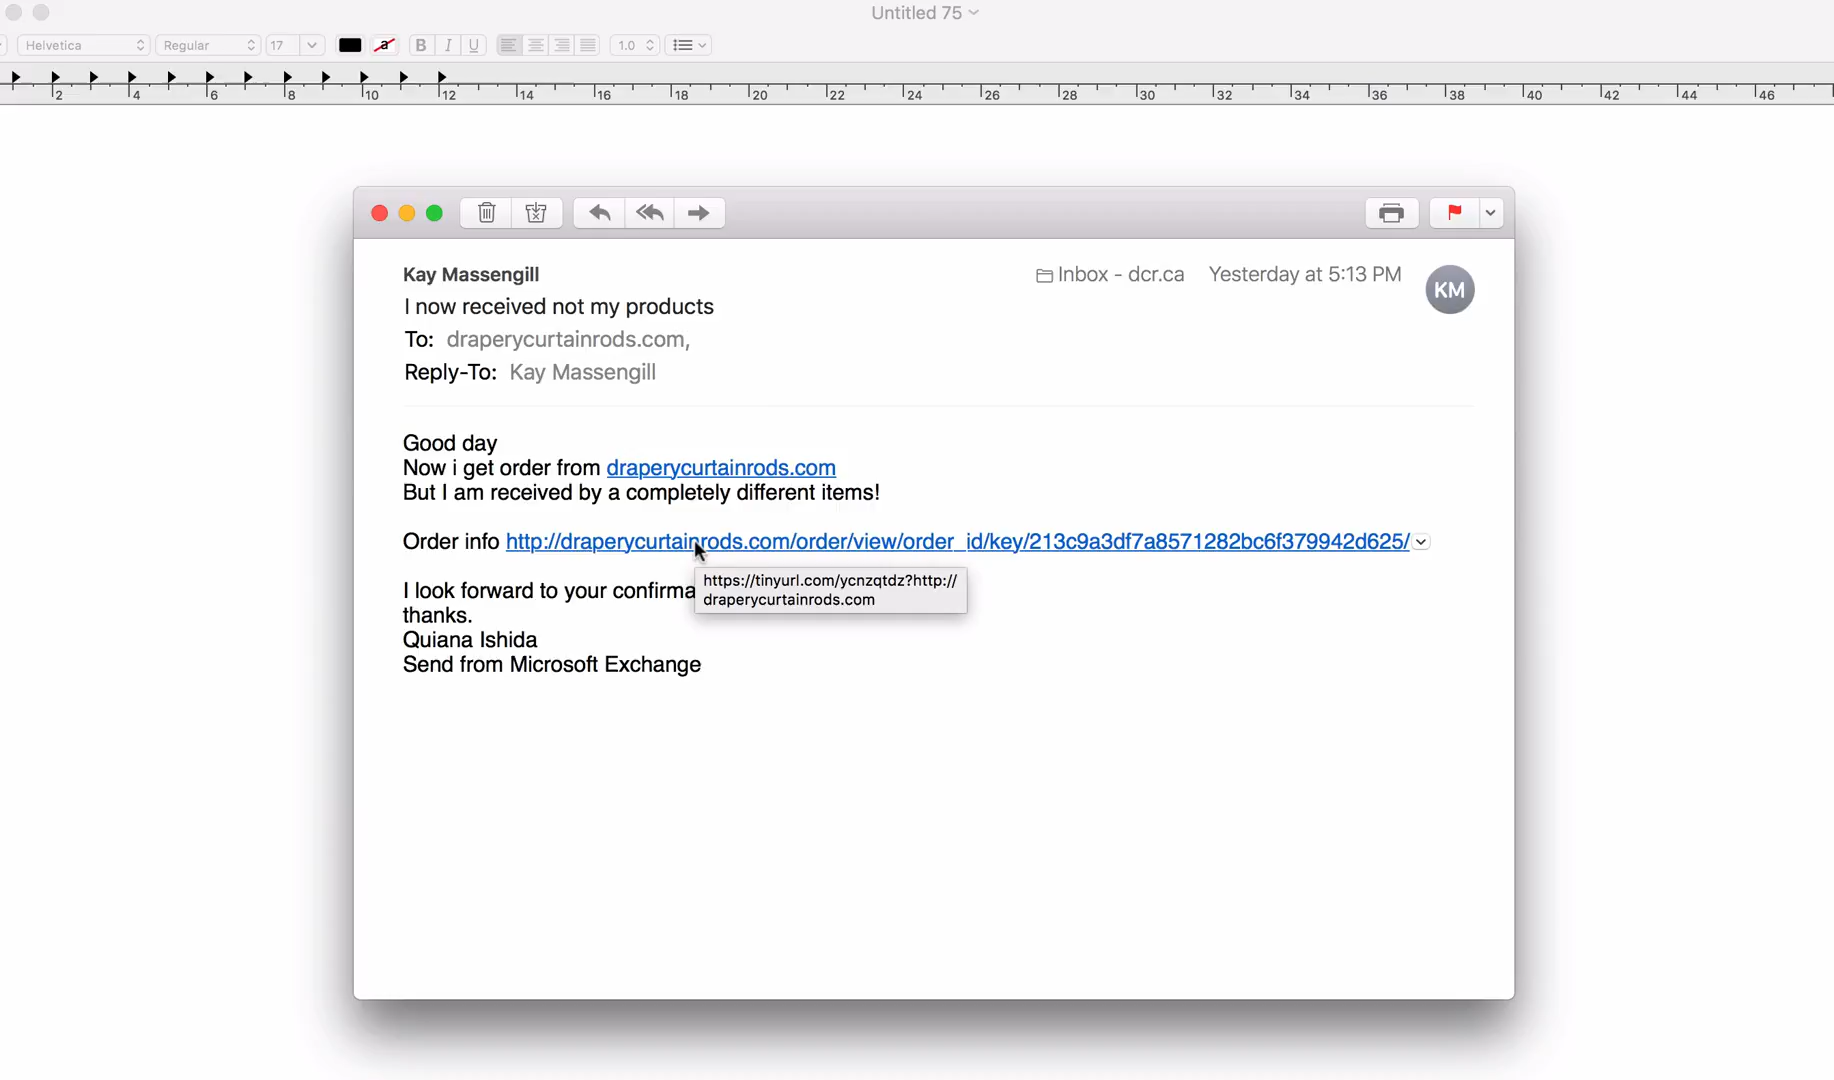 Untitled 75
Helvetica Regular 17 a B I U 1.0
2 4 6 8 10 12 14 16 18 20 22 24 26 28 30 32 34 36 38 40 42 44 46
Kay Massengill Inbox - dcr.ca Yesterday at 5:13 PM KM
I now received not my products
To: draperycurtainrods.com,
Reply-To: Kay Massengill
Good day
Now i get order from draperycurtainrods.com
But I am received by a completely different items!
Order info http://draperycurtainrods.com/order/view/order_id/key/213c9a3df7a8571282bc6f379942d625/
https://tinyurl.com/ycnzqtdz?http://
draperycurtainrods.com
I look forward to your confirma
thanks.
Quiana Ishida
Send from Microsoft Exchange